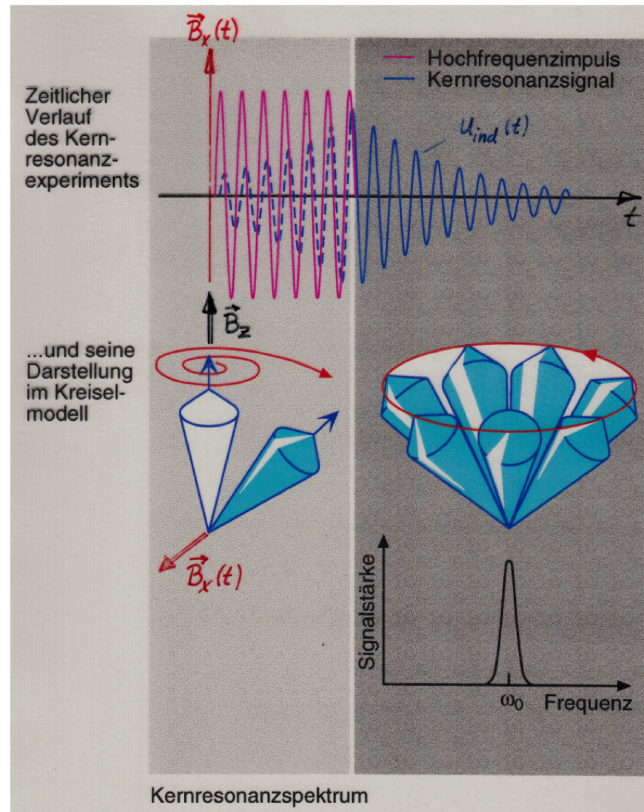 B⃗x(t)
Hochfrequenzimpuls
Kernresonanzsignal
Zeitlicher
Verlauf
des Kern-
resonanz-
experiments
Uind(t)
t
B⃗z
...und seine
Darstellung
im Kreisel-
modell
B⃗x(t)
Signalstärke
ω0
Frequenz
Kernresonanzspektrum